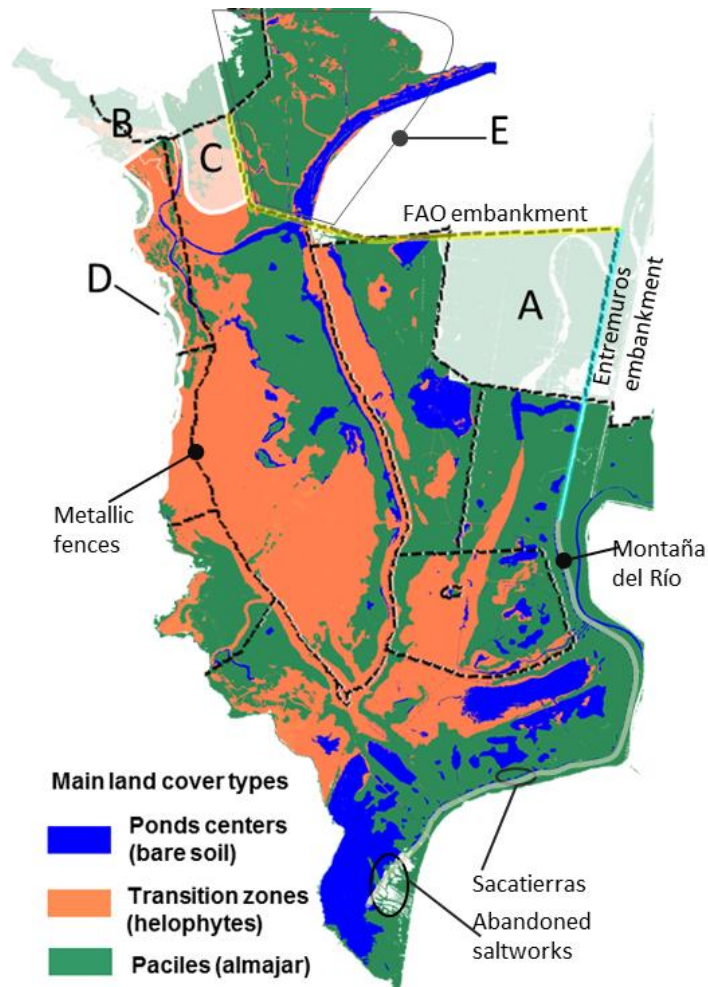 B
C
E
FAO embankment
D
A
Entremuros
embankment
Metallic
fences
Montaña
del Río
Main land cover types
Ponds centers
(bare soil)
Transition zones
(helophytes)
Paciles (almajar)
Sacatierras
Abandoned
saltworks